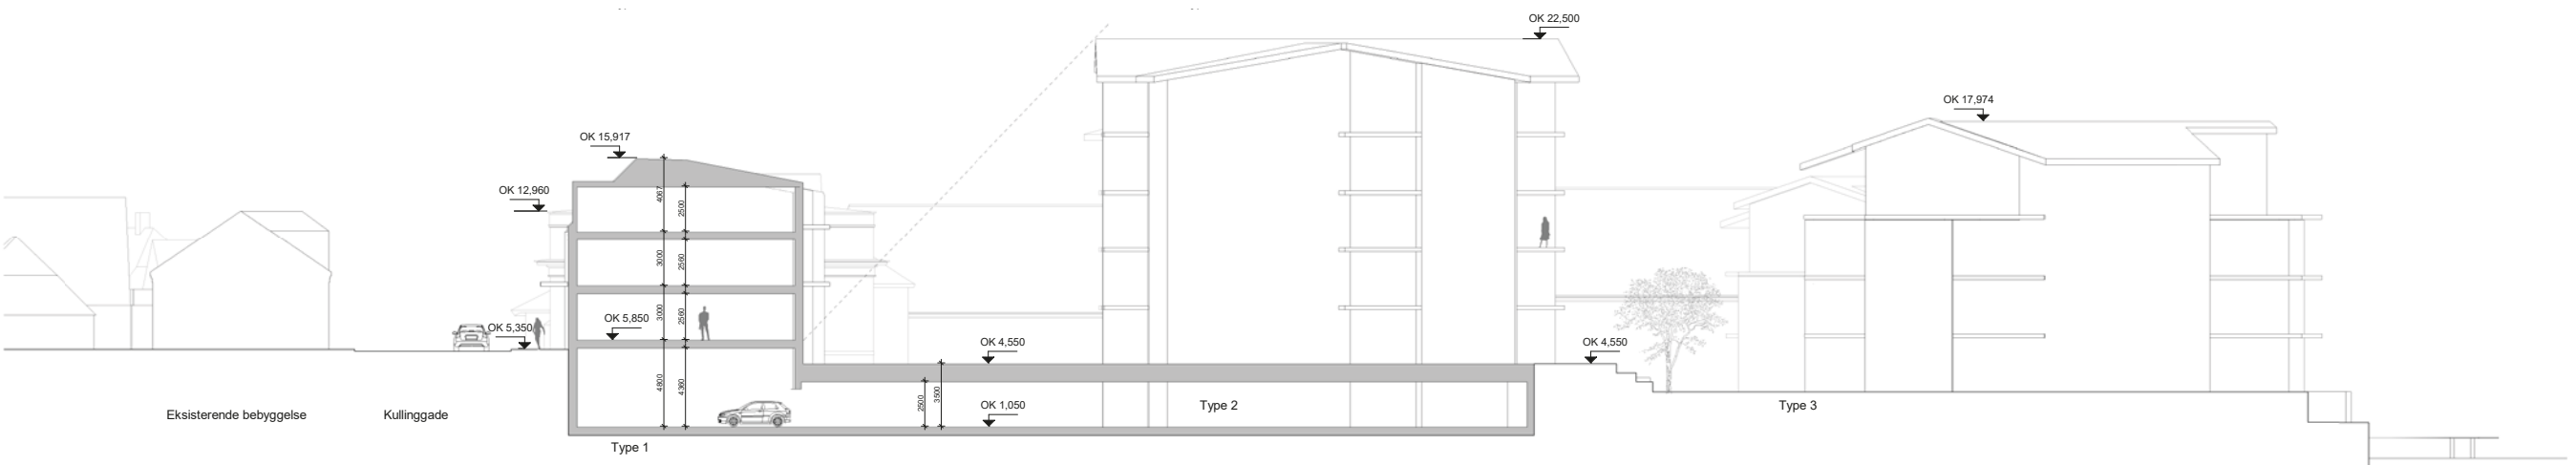 OK 22,500
OK 17,974
OK 15,917
OK 12,960
4067
2500
3000
2560
3000
2560
OK 5,850
OK 5,350
OK 4,550
OK 4,550
4800
4360
2500
3500
OK 1,050
Eksisterende bebyggelse
Kullinggade
Type 2
Type 3
Type 1